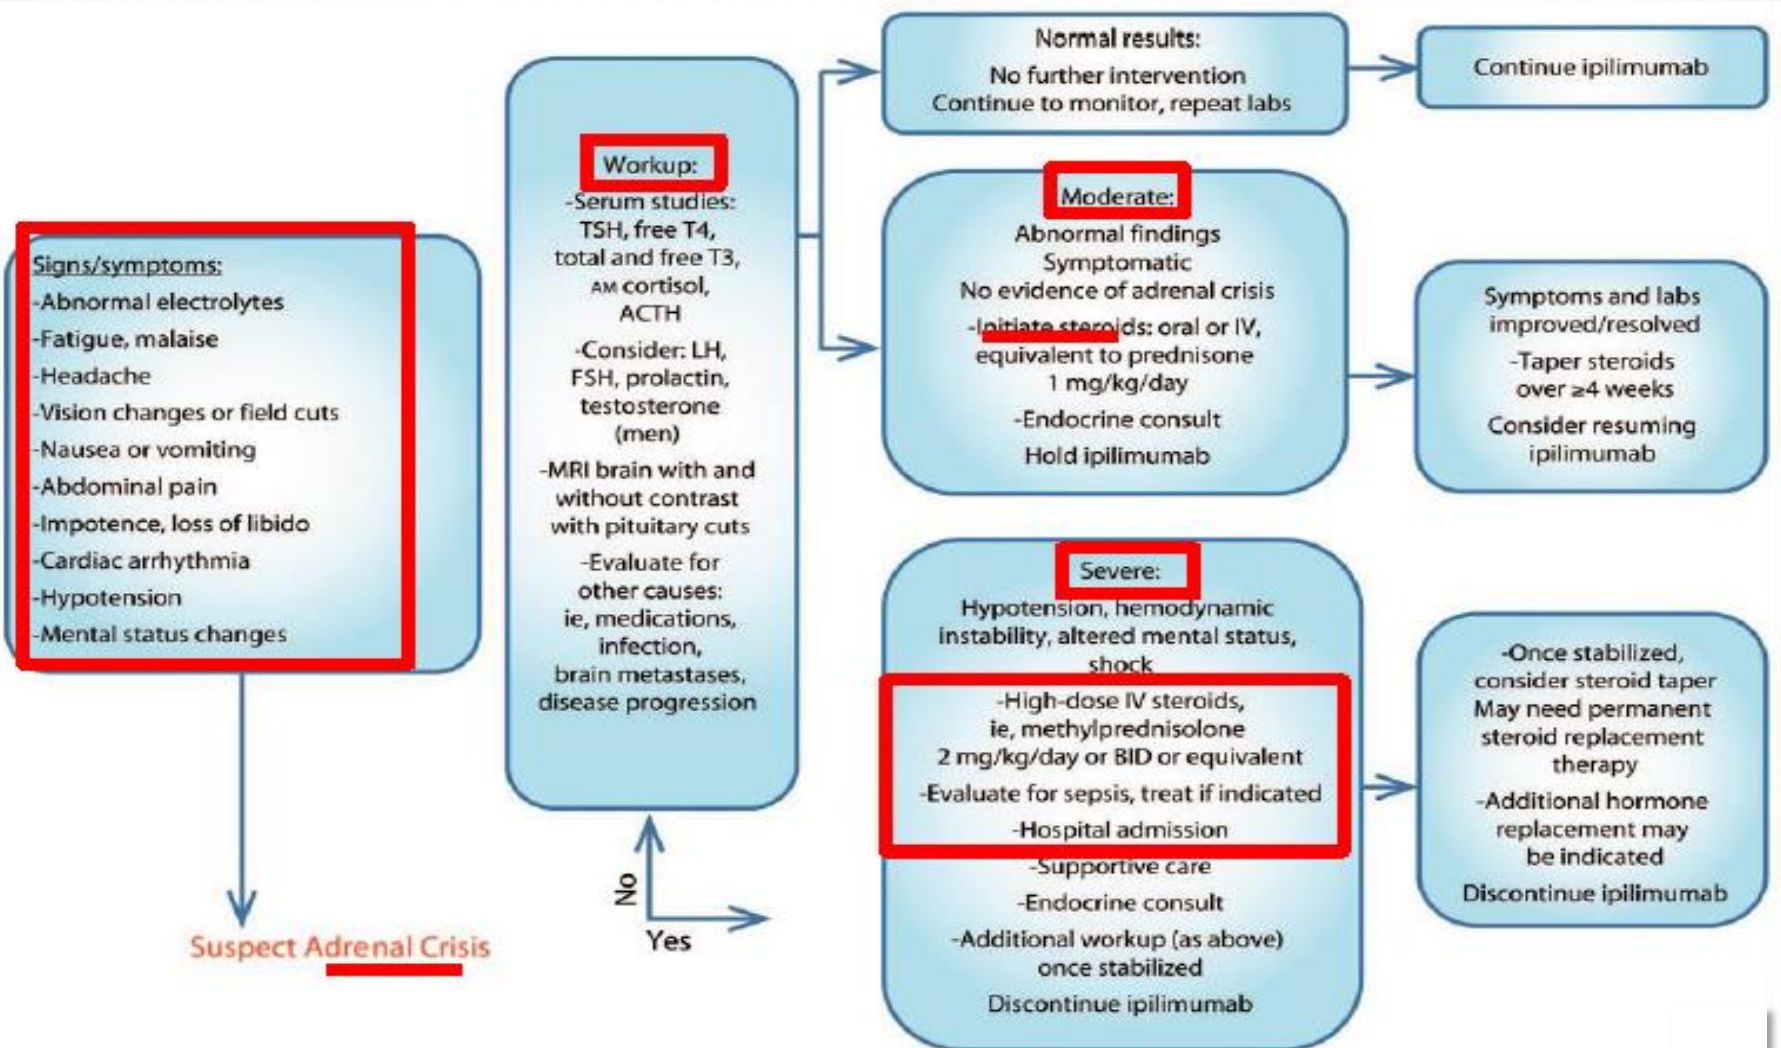 Signs/symptoms:
-Abnormal electrolytes
-Fatigue, malaise
-Headache
-Vision changes or field cuts
-Nausea or vomiting
-Abdominal pain
-Impotence, loss of libido
-Cardiac arrhythmia
-Hypotension
-Mental status changes
Suspect Adrenal Crisis
No
Yes
Workup:
-Serum studies:
TSH, free T4,
total and free T3,
AM cortisol,
ACTH
-Consider: LH,
FSH, prolactin,
testosterone
(men)
-MRI brain with and
without contrast
with pituitary cuts
-Evaluate for
other causes:
ie, medications,
infection,
brain metastases,
disease progression
Normal results:
No further intervention
Continue to monitor, repeat labs
Continue ipilimumab
Moderate:
Abnormal findings
Symptomatic
No evidence of adrenal crisis
-Initiate steroids: oral or IV,
equivalent to prednisone
1 mg/kg/day
-Endocrine consult
Hold ipilimumab
Symptoms and labs
improved/resolved
-Taper steroids
over ≥4 weeks
Consider resuming
ipilimumab
Severe:
Hypotension, hemodynamic
instability, altered mental status,
shock
-High-dose IV steroids,
ie, methylprednisolone
2 mg/kg/day or BID or equivalent
-Evaluate for sepsis, treat if indicated
-Hospital admission
-Supportive care
-Endocrine consult
-Additional workup (as above)
once stabilized
Discontinue ipilimumab
-Once stabilized,
consider steroid taper
May need permanent
steroid replacement
therapy
-Additional hormone
replacement may
be indicated
Discontinue ipilimumab